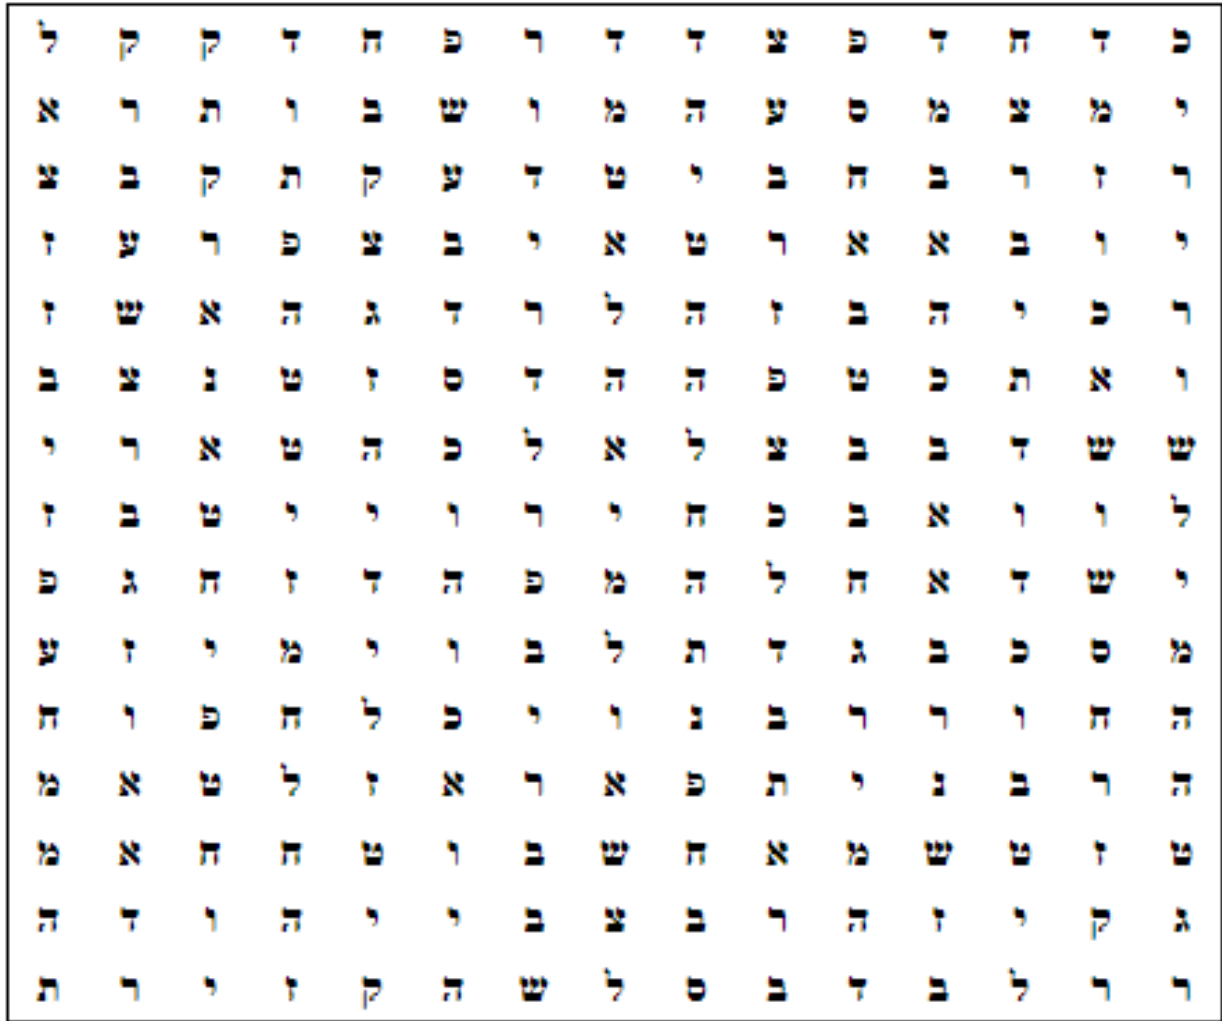 כ ד ח ד פ צ ד ד ר פ ח ד ק ק ל
י מ צ מ ס ע ה מ ו ש ב ו ת ר א
ר ז ר ב ח ב י ט ד ע ק ת ק ב צ
י ו ב א א ר ט א י ב צ פ ר ע ז
ר כ י ה ב ז ה ל ר ד ג ה א ש ז
ו א ת כ ט פ ה ה ד ס ז ט נ צ ב
ש ש ד ב ב צ ל א ל כ ה ט א ר י
ל ו ו א ב כ ח י ר ו י י ט ב ז
י ש ד א ח ל ה מ פ ה ד ז ח ג פ
מ ס כ ב ג ד ת ל ב ו י מ י ז ע
ה ח ו ר ר ב נ ו י כ ל ח פ ו ח
ה ר ב נ י ת פ א ר א ז ל ט א מ
ט ז ט ש מ א ח ש ב ו ט ח ח א מ
ג ק י ז ה ר ב צ ב י י ה ו ד ה
ר ר ל ב ד ב ס ל ש ה ק ז י ר ת